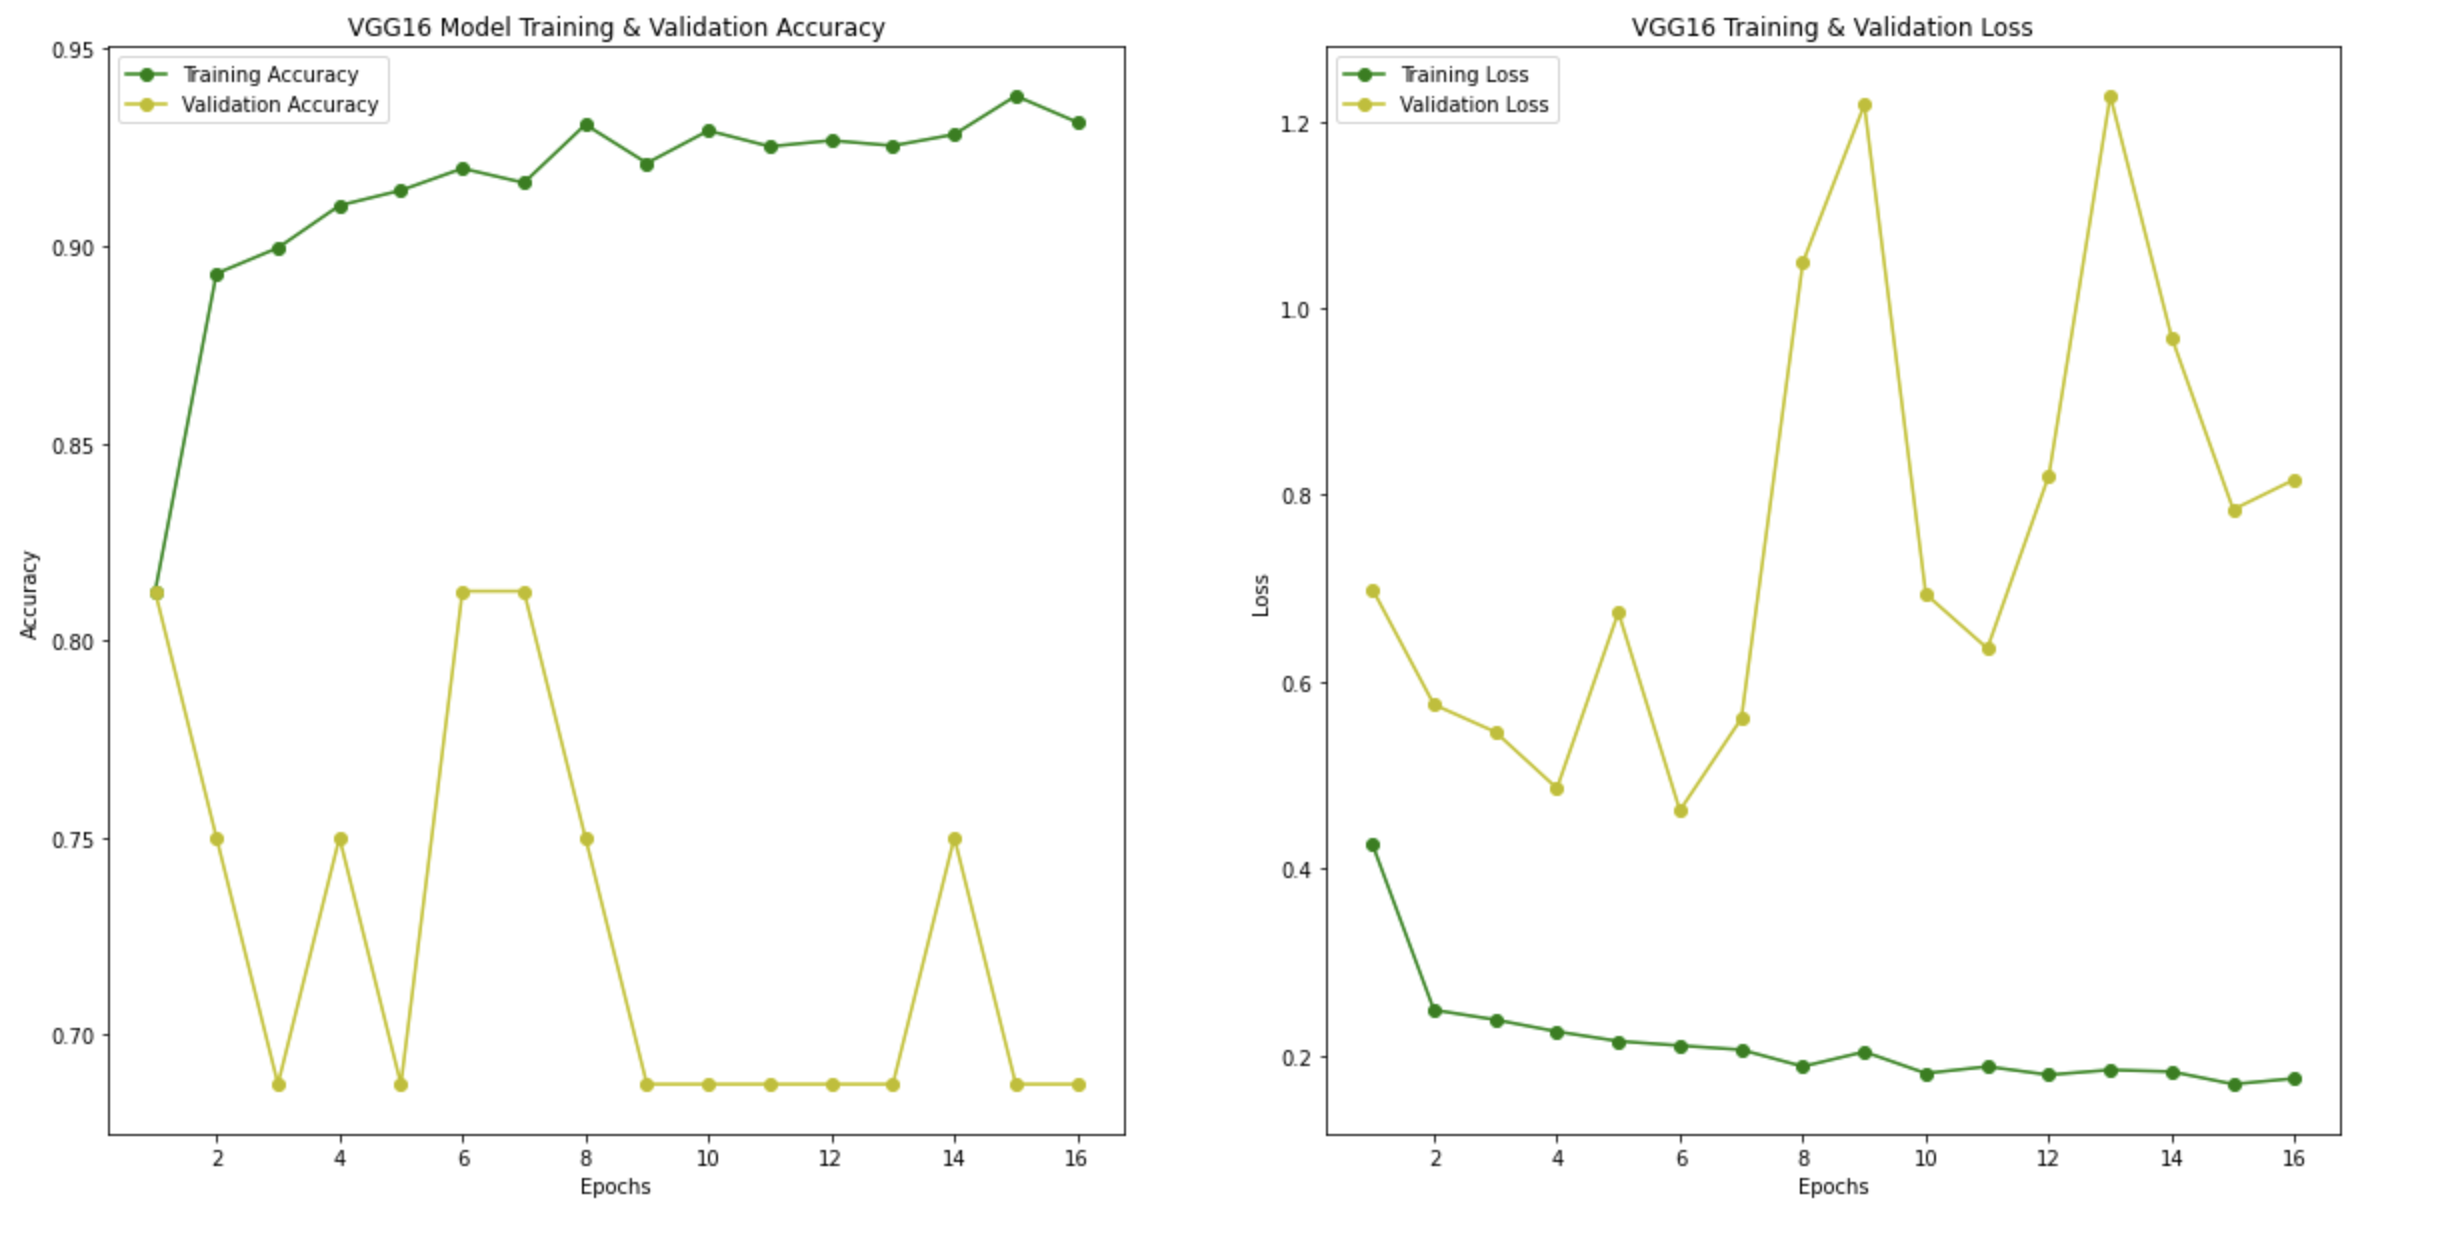 VGG16 Model Training & Validation Accuracy
Training Accuracy
Validation Accuracy
0.95
0.90
0.85
0.80
0.75
0.70
Accuracy
2 4 6 8 10 12 14 16
Epochs
VGG16 Training & Validation Loss
Training Loss
Validation Loss
1.2
1.0
0.8
0.6
0.4
0.2
Loss
2 4 6 8 10 12 14 16
Epochs